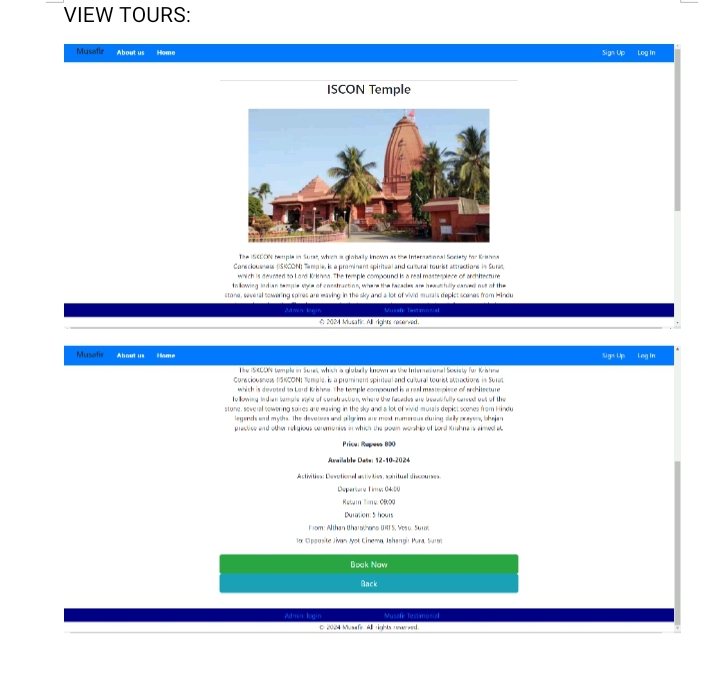 VIEW TOURS:
Musafir About us Home Sign Up Log In
ISCON Temple
The ISKCON temple in Surat, which is globally known as the International Society for Krishna
Consciousness (ISKCON) Temple, is a prominent spiritual and cultural tourist attractions in Surat,
which is devoted to Lord Krishna. The temple compound is a real masterpiece of architecture
following Indian temple style of construction, where the facades are beautifully carved out of the
stone, several towering spires are waving in the sky and a lot of vivid murals depict scenes from Hindu
Admin login Musafir Testimonial
© 2024 Musafir. All rights reserved.
Musafir About us Home Sign Up Log In
The ISKCON temple in Surat, which is globally known as the International Society for Krishna
Consciousness (ISKCON) Temple, is a prominent spiritual and cultural tourist attractions in Surat,
which is devoted to Lord Krishna. The temple compound is a real masterpiece of architecture
following Indian temple style of construction, where the facades are beautifully carved out of the
stone, several towering spires are waving in the sky and a lot of vivid murals depict scenes from Hindu
legends and myths. The devotees and pilgrims are most numerous during daily prayers, bhajan
practice and other religious ceremonies in which the poem worship of Lord Krishna is aimed at.
Price: Rupees 800
Available Date: 12-10-2024
Activities: Devotional activities, spiritual discourses.
Departure Time: 04:00
Return Time: 09:00
Duration: 5 hours
From: Althan Bharathana BRTS, Vesu, Surat
To: Opposite Jivan Jyot Cinema, Jahangir Pura, Surat
Book Now
Back
Admin login Musafir Testimonial
© 2024 Musafir. All rights reserved.